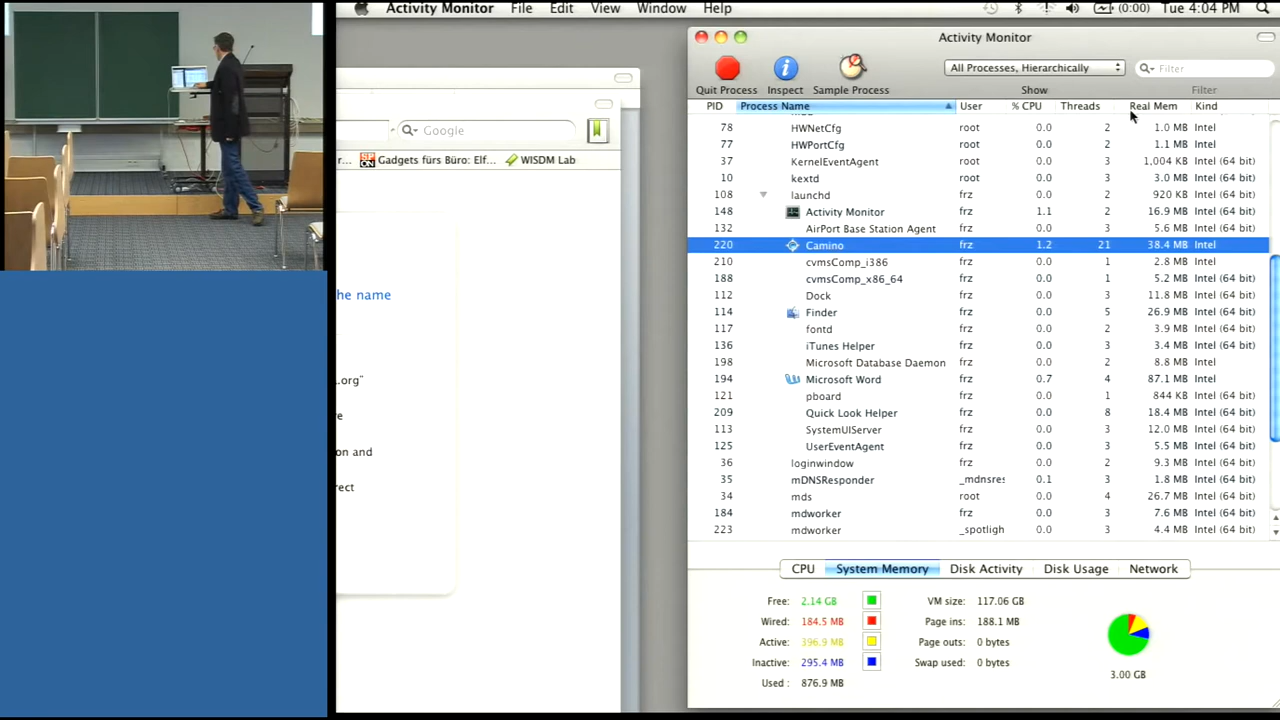 Activity Monitor File Edit View Window Help (0:00) Tue 4:04 PM
Activity Monitor
Quit Process Inspect Sample Process All Processes, Hierarchically Show Filter Filter
Google
r... Gadgets fürs Büro: Elf... WISDM Lab
he name
.org"
re
on and
rect
PID Process Name User % CPU Threads Real Mem Kind
78 HWNetCfg root 0.0 2 1.0 MB Intel
77 HWPortCfg root 0.0 2 1.1 MB Intel
37 KernelEventAgent root 0.0 3 1,004 KB Intel (64 bit)
10 kextd root 0.0 3 3.0 MB Intel (64 bit)
108 launchd frz 0.0 2 920 KB Intel (64 bit)
148 Activity Monitor frz 1.1 2 16.9 MB Intel (64 bit)
132 AirPort Base Station Agent frz 0.0 3 5.6 MB Intel (64 bit)
220 Camino frz 1.2 21 38.4 MB Intel
210 cvmsComp_i386 frz 0.0 1 2.8 MB Intel
188 cvmsComp_x86_64 frz 0.0 1 5.2 MB Intel (64 bit)
112 Dock frz 0.0 3 11.8 MB Intel (64 bit)
114 Finder frz 0.0 5 26.9 MB Intel (64 bit)
117 fontd frz 0.0 2 3.9 MB Intel (64 bit)
136 iTunes Helper frz 0.0 3 3.4 MB Intel (64 bit)
198 Microsoft Database Daemon frz 0.0 2 8.8 MB Intel
194 Microsoft Word frz 0.7 4 87.1 MB Intel
121 pboard frz 0.0 1 844 KB Intel (64 bit)
209 Quick Look Helper frz 0.0 8 18.4 MB Intel (64 bit)
113 SystemUIServer frz 0.0 3 12.0 MB Intel (64 bit)
125 UserEventAgent frz 0.0 3 5.5 MB Intel (64 bit)
36 loginwindow frz 0.0 2 9.3 MB Intel (64 bit)
35 mDNSResponder _mdnsres 0.1 3 1.8 MB Intel (64 bit)
34 mds root 0.0 4 26.7 MB Intel (64 bit)
184 mdworker frz 0.0 3 7.6 MB Intel (64 bit)
223 mdworker _spotligh 0.0 3 4.4 MB Intel (64 bit)
CPU System Memory Disk Activity Disk Usage Network
Free: 2.14 GB VM size: 117.06 GB
Wired: 184.5 MB Page ins: 188.1 MB
Active: 396.9 MB Page outs: 0 bytes
Inactive: 295.4 MB Swap used: 0 bytes
Used: 876.9 MB
3.00 GB